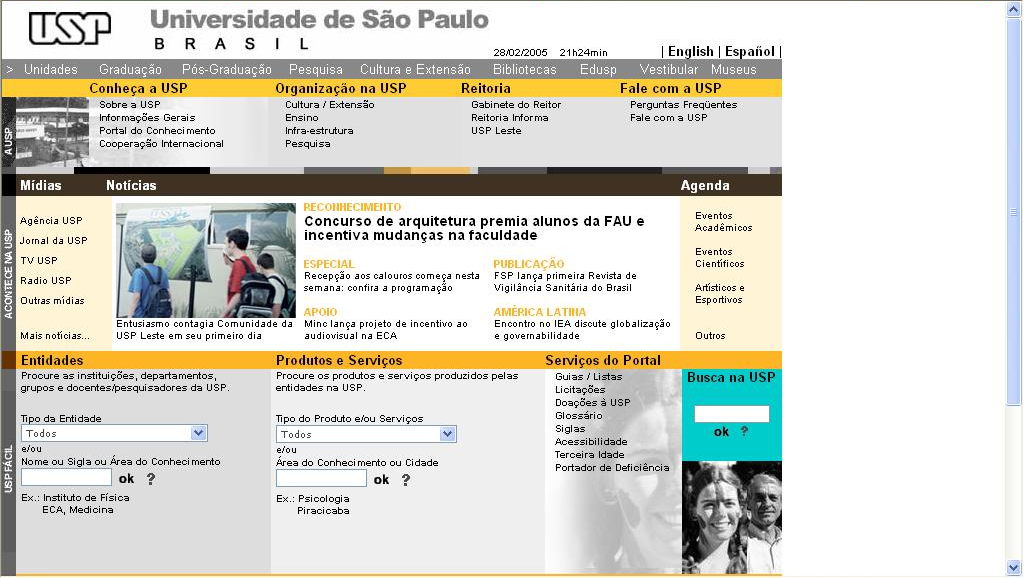 USP
Universidade de São Paulo
B R A S I L
28/02/2005 21h24min | English | Español |
> Unidades Graduação Pós-Graduação Pesquisa Cultura e Extensão Bibliotecas Edusp Vestibular Museus
Conheça a USP Organização na USP Reitoria Fale com a USP
A USP
Sobre a USP
Informações Gerais
Portal do Conhecimento
Cooperação Internacional
Cultura / Extensão
Ensino
Infra-estrutura
Pesquisa
Gabinete do Reitor
Reitoria Informa
USP Leste
Perguntas Freqüentes
Fale com a USP
Mídias Notícias Agenda
ACONTECE NA USP
Agência USP
Jornal da USP
TV USP
Radio USP
Outras mídias
Mais notícias...
Entusiasmo contagia Comunidade da
USP Leste em seu primeiro dia
RECONHECIMENTO
Concurso de arquitetura premia alunos da FAU e
incentiva mudanças na faculdade
ESPECIAL
Recepção aos calouros começa nesta
semana: confira a programação
PUBLICAÇÃO
FSP lança primeira Revista de
Vigilância Sanitária do Brasil
APOIO
Minc lança projeto de incentivo ao
audiovisual na ECA
AMÉRICA LATINA
Encontro no IEA discute globalização
e governabilidade
Eventos
Acadêmicos
Eventos
Científicos
Artísticos e
Esportivos
Outros
Entidades Produtos e Serviços Serviços do Portal
USP FÁCIL
Procure as instituições, departamentos,
grupos e docentes/pesquisadores da USP.
Tipo da Entidade
Todos
e/ou
Nome ou Sigla ou Área do Conhecimento
ok ?
Ex.: Instituto de Física
ECA, Medicina
Procure os produtos e serviços produzidos pelas
entidades na USP.
Tipo do Produto e/ou Serviços
Todos
e/ou
Área do Conhecimento ou Cidade
ok ?
Ex.: Psicologia
Piracicaba
Guias / Listas
Licitações
Doações à USP
Glossário
Siglas
Acessibilidade
Terceira Idade
Portador de Deficiência
Busca na USP
ok ?